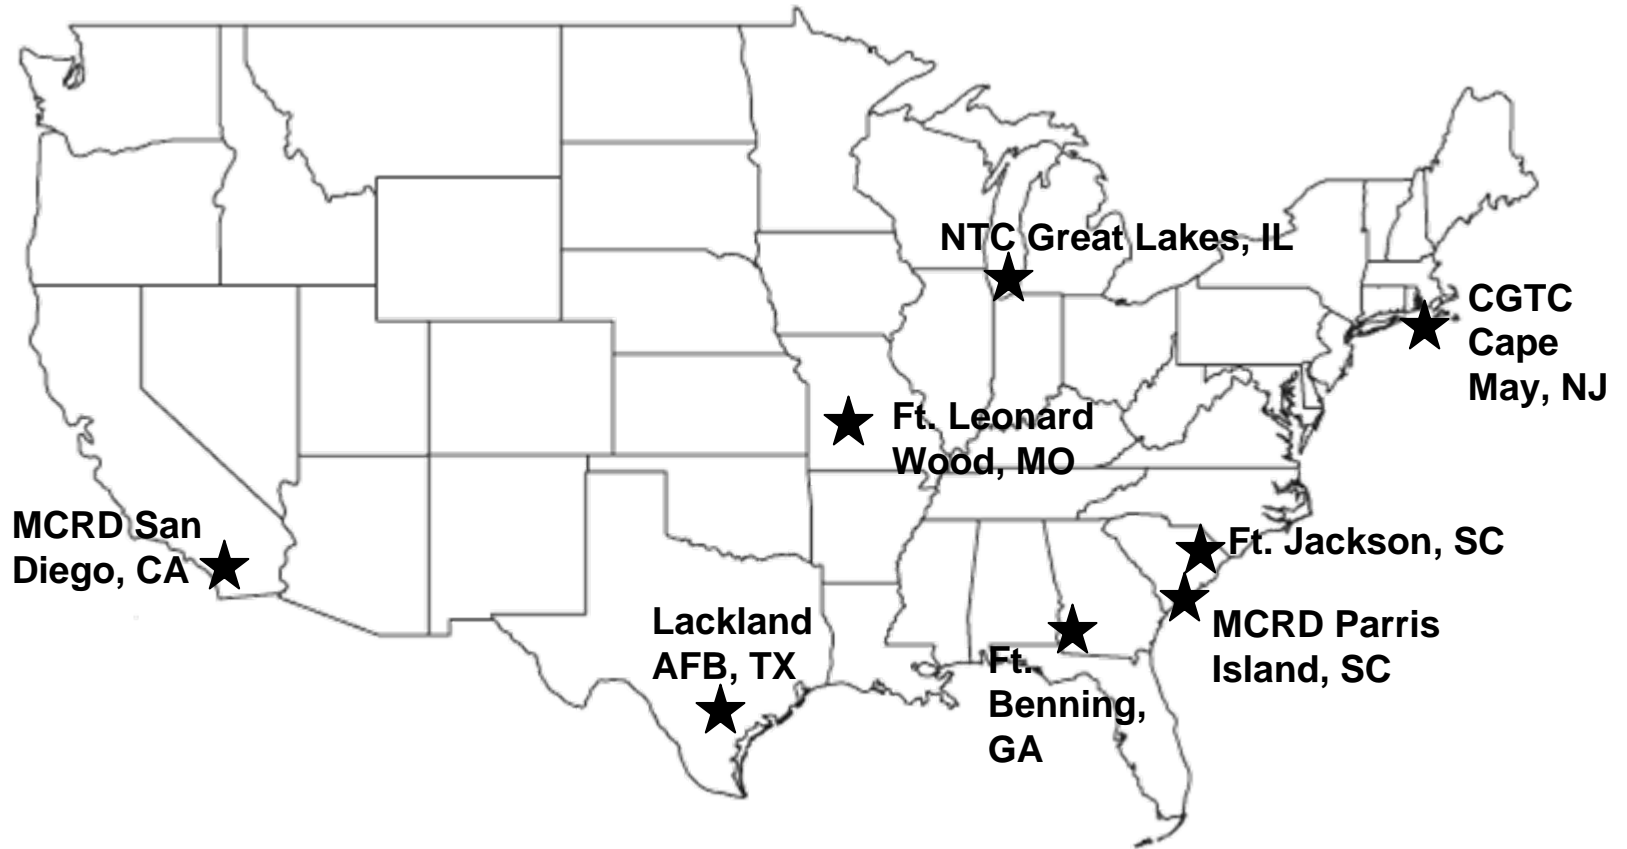 NTC Great Lakes, IL
CGTC
Cape
May, NJ
Ft. Leonard
Wood, MO
MCRD San
Diego, CA
Ft. Jackson, SC
Lackland
AFB, TX
MCRD Parris
Island, SC
Ft.
Benning,
GA